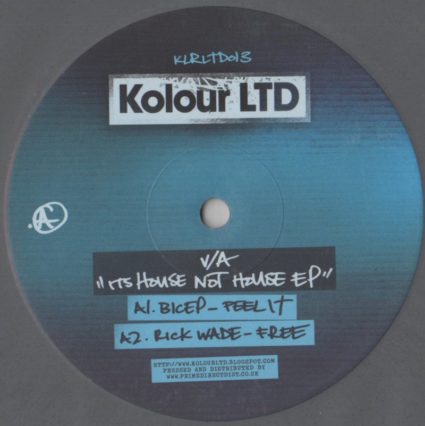 KLRLTD013
Kolour LTD
A
V/A
"ITS HOUSE NOT HOUSE EP"
A1. BICEP - FEEL IT
A2. RICK WADE - FREE
HTTP://WWW.KOLOURLTD.BLOGSPOT.COM
PRESSED AND DISTRIBUTED BY
WWW.PRIMEDIRECTDIST.CO.UK